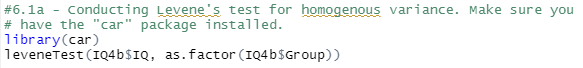 #6.1a - Conducting Levene's test for homogenous variance. Make sure you
# have the "car" package installed.
library(car)
leveneTest(IQ4b$IQ, as.factor(IQ4b$Group))